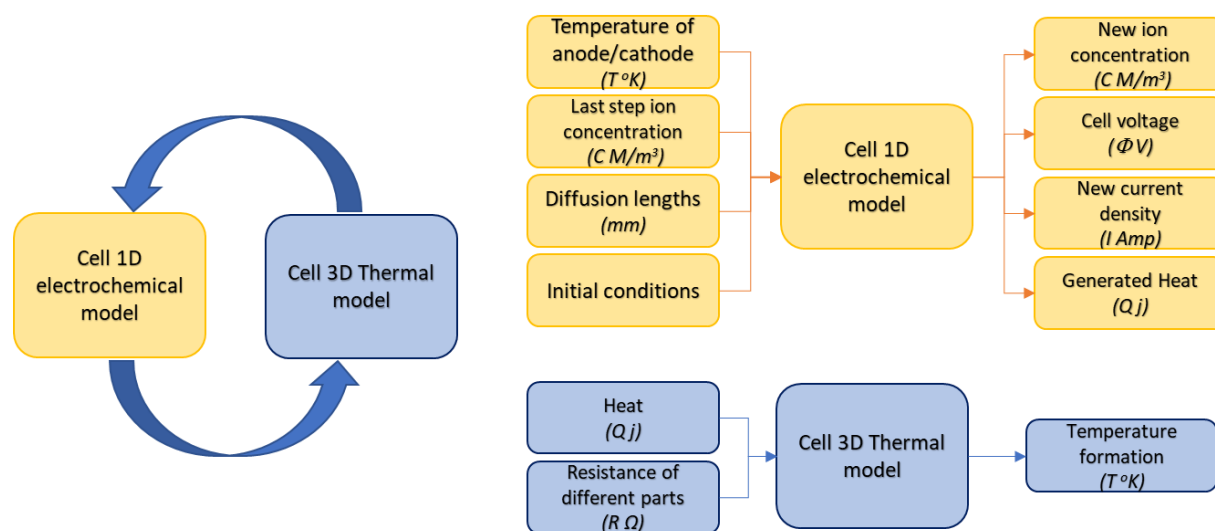 Cell 1D
electrochemical
model
Cell 3D Thermal
model
Temperature of
anode/cathode
(T °K)
Last step ion
concentration
(C M/m³)
Diffusion lengths
(mm)
Initial conditions
Cell 1D
electrochemical
model
New ion
concentration
(C M/m³)
Cell voltage
(Φ V)
New current
density
(I Amp)
Generated Heat
(Q j)
Heat
(Q j)
Resistance of
different parts
(R Ω)
Cell 3D Thermal
model
Temperature
formation
(T °K)